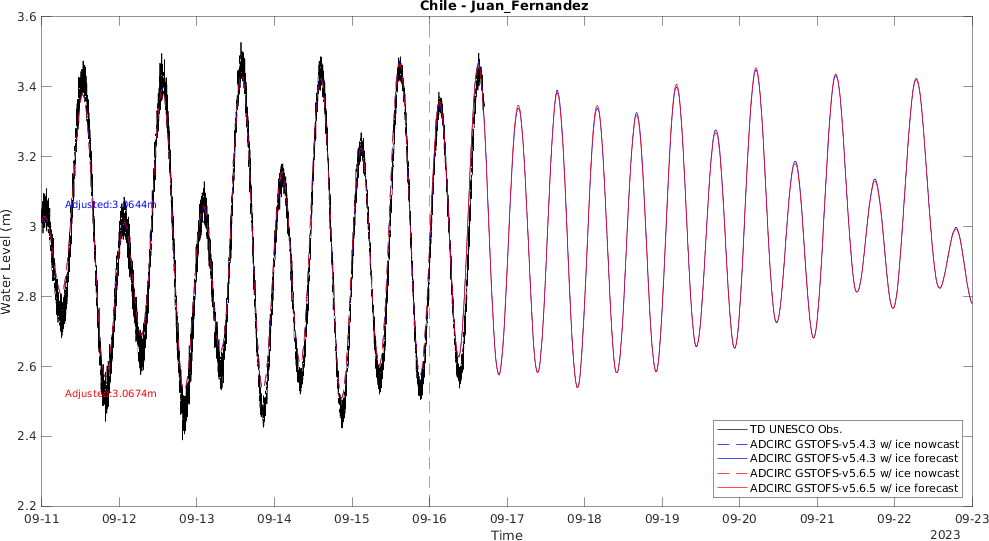 Chile - Juan_Fernandez
3.6
3.4
3.2
3
2.8
2.6
2.4
2.2
Water Level (m)
Adjusted:3.0644m
Adjusted:3.0674m
TD UNESCO Obs.
ADCIRC GSTOFS-v5.4.3 w/ ice nowcast
ADCIRC GSTOFS-v5.4.3 w/ ice forecast
ADCIRC GSTOFS-v5.6.5 w/ ice nowcast
ADCIRC GSTOFS-v5.6.5 w/ ice forecast
09-11 09-12 09-13 09-14 09-15 09-16 09-17 09-18 09-19 09-20 09-21 09-22 09-23
Time
2023